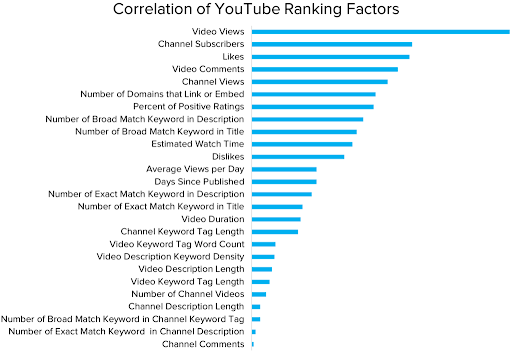 Correlation of YouTube Ranking Factors
Video Views
Channel Subscribers
Likes
Video Comments
Channel Views
Number of Domains that Link or Embed
Percent of Positive Ratings
Number of Broad Match Keyword in Description
Number of Broad Match Keyword in Title
Estimated Watch Time
Dislikes
Average Views per Day
Days Since Published
Number of Exact Match Keyword in Description
Number of Exact Match Keyword in Title
Video Duration
Channel Keyword Tag Length
Video Keyword Tag Word Count
Video Description Keyword Density
Video Description Length
Video Keyword Tag Length
Number of Channel Videos
Channel Description Length
Number of Broad Match Keyword in Channel Keyword Tag
Number of Exact Match Keyword in Channel Description
Channel Comments